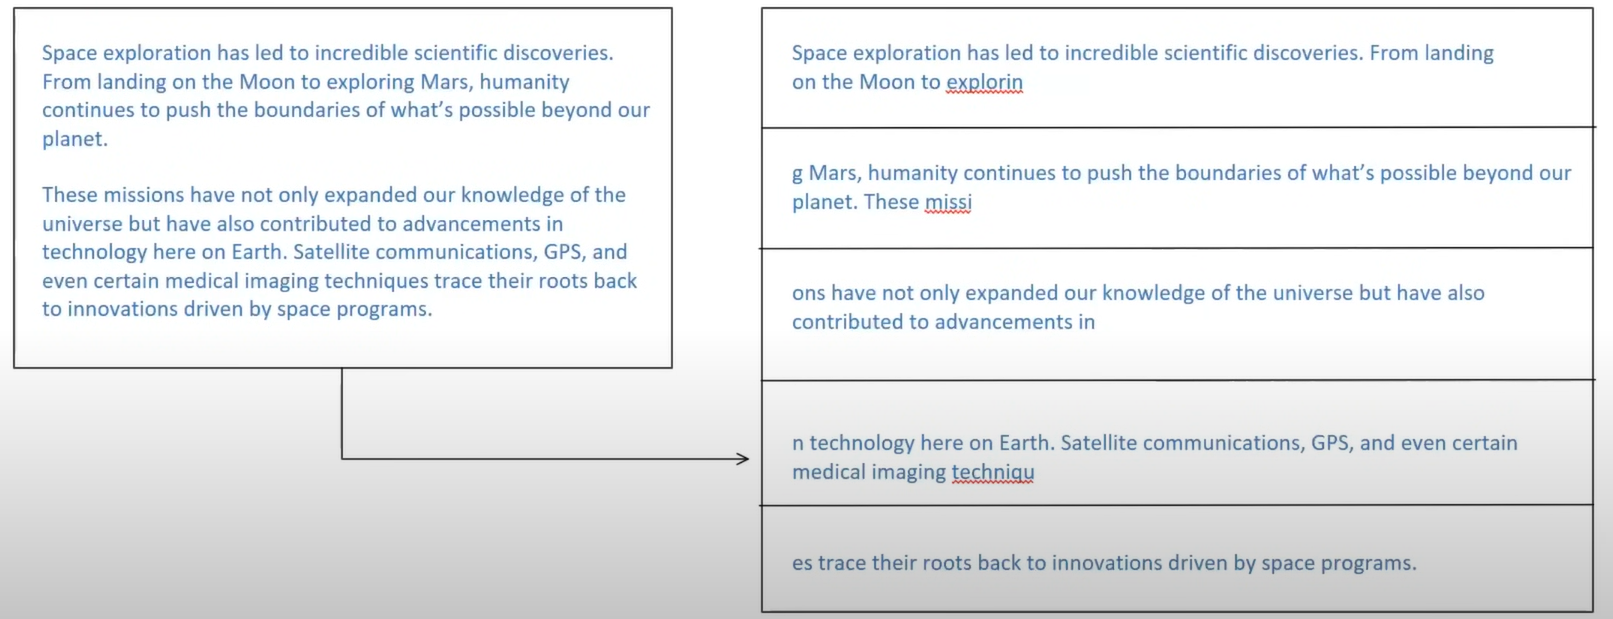 Space exploration has led to incredible scientific discoveries.
From landing on the Moon to exploring Mars, humanity
continues to push the boundaries of what's possible beyond our
planet.
These missions have not only expanded our knowledge of the
universe but have also contributed to advancements in
technology here on Earth. Satellite communications, GPS, and
even certain medical imaging techniques trace their roots back
to innovations driven by space programs.
Space exploration has led to incredible scientific discoveries. From landing
on the Moon to explorin
g Mars, humanity continues to push the boundaries of what's possible beyond our
planet. These missi
ons have not only expanded our knowledge of the universe but have also
contributed to advancements in
n technology here on Earth. Satellite communications, GPS, and even certain
medical imaging techniqu
es trace their roots back to innovations driven by space programs.